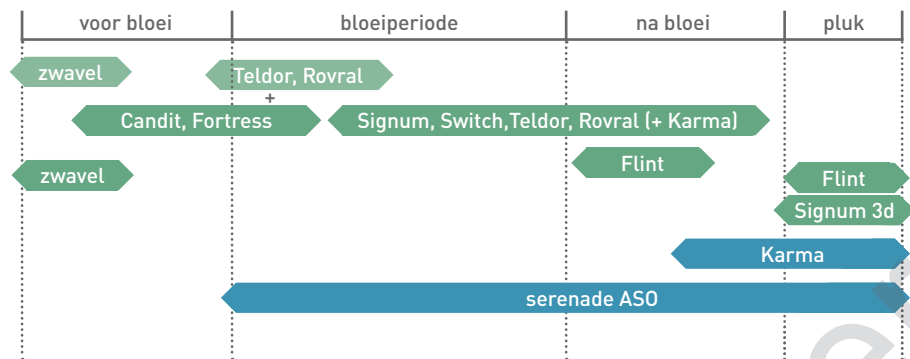 voor bloei bloeiperiode na bloei pluk
zwavel Teldor, Rovral
+
Candit, Fortress Signum, Switch,Teldor, Rovral (+ Karma)
zwavel Flint Flint
Signum 3d
Karma
serenade ASO